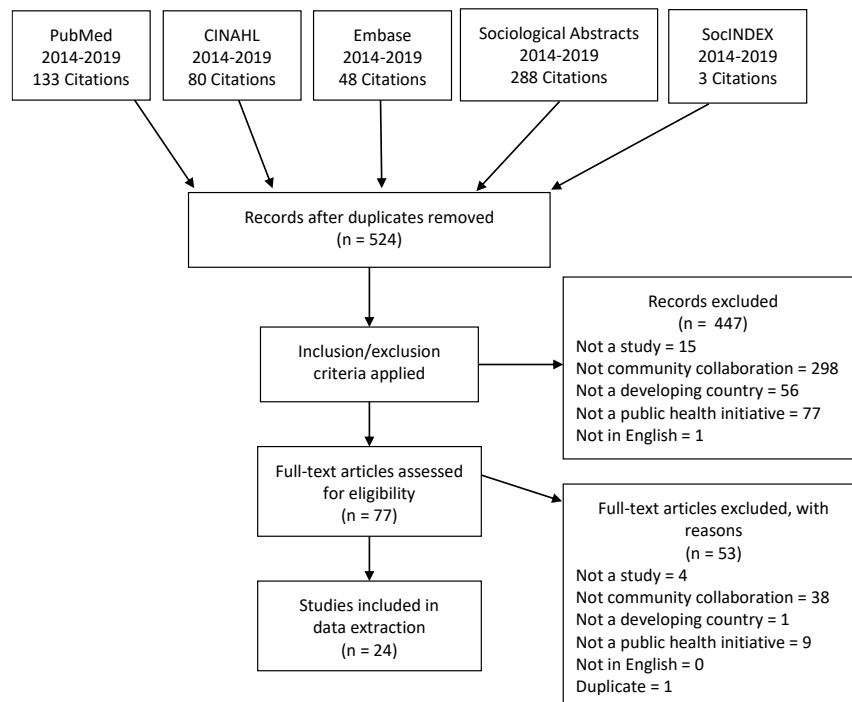 PubMed
2014-2019
133 Citations
CINAHL
2014-2019
80 Citations
Embase
2014-2019
48 Citations
Sociological Abstracts
2014-2019
288 Citations
SocINDEX
2014-2019
3 Citations
Records after duplicates removed
(n = 524)
Inclusion/exclusion
criteria applied
Records excluded
(n = 447)
Not a study = 15
Not community collaboration = 298
Not a developing country = 56
Not a public health initiative = 77
Not in English = 1
Full-text articles assessed
for eligibility
(n = 77)
Full-text articles excluded, with
reasons
(n = 53)
Not a study = 4
Not community collaboration = 38
Not a developing country = 1
Not a public health initiative = 9
Not in English = 0
Duplicate = 1
Studies included in
data extraction
(n = 24)